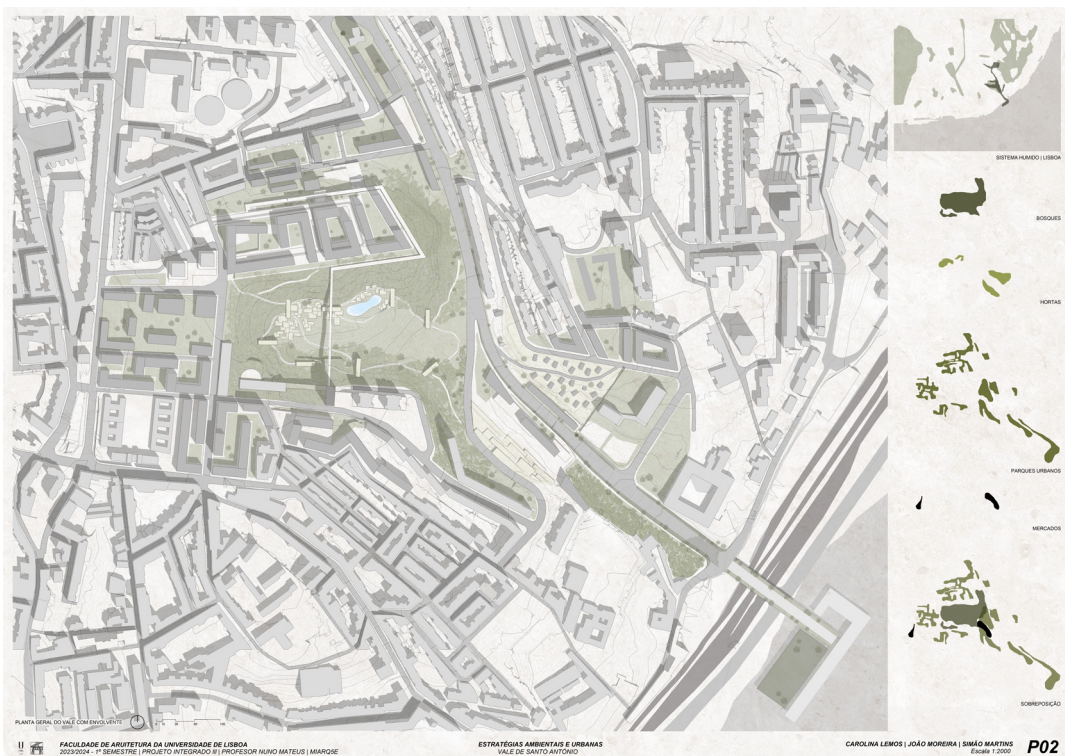 SISTEMA HUMIDO | LISBOA
BOSQUES
HORTAS
PARQUES URBANOS
MERCADOS
SOBREPOSIÇÃO
PLANTA GERAL DO VALE COM ENVOLVENTE
FACULDADE DE ARUITETURA DA UNIVERSIDADE DE LISBOA
2023/2024 - 1º SEMESTRE | PROJETO INTEGRADO II | PROFESSOR NUNO MATEUS | MIARQ5E
ESTRATÉGIAS AMBIENTAIS E URBANAS
VALE DE SANTO ANTÓNIO
CAROLINA LEMOS | JOÃO MOREIRA | SIMÃO MARTINS
Escala 1:2000
P02